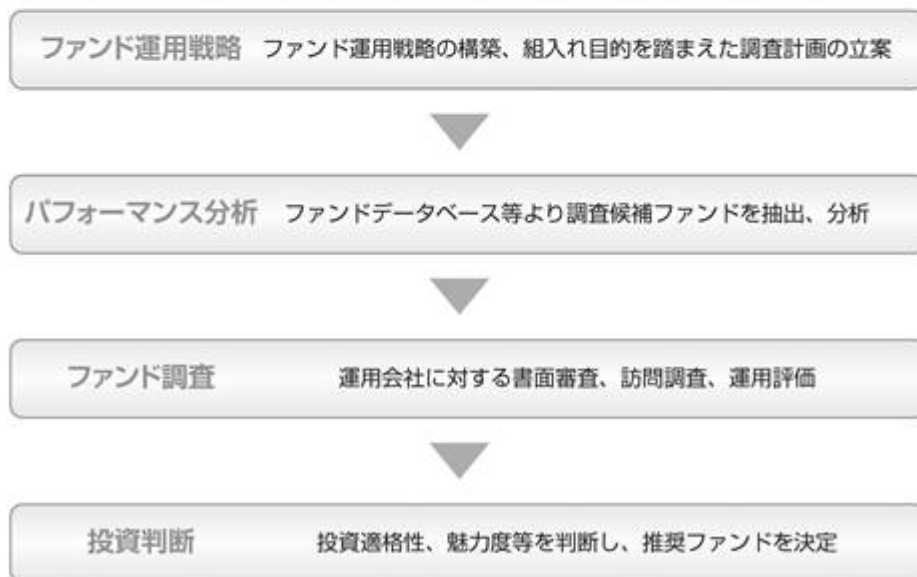 ファンド運用戦略 ファンド運用戦略の構築、組入れ目的を踏まえた調査計画の立案
パフォーマンス分析 ファンドデータベース等より調査候補ファンドを抽出、分析
ファンド調査 運用会社に対する書面審査、訪問調査、運用評価
投資判断 投資適格性、魅力度等を判断し、推奨ファンドを決定